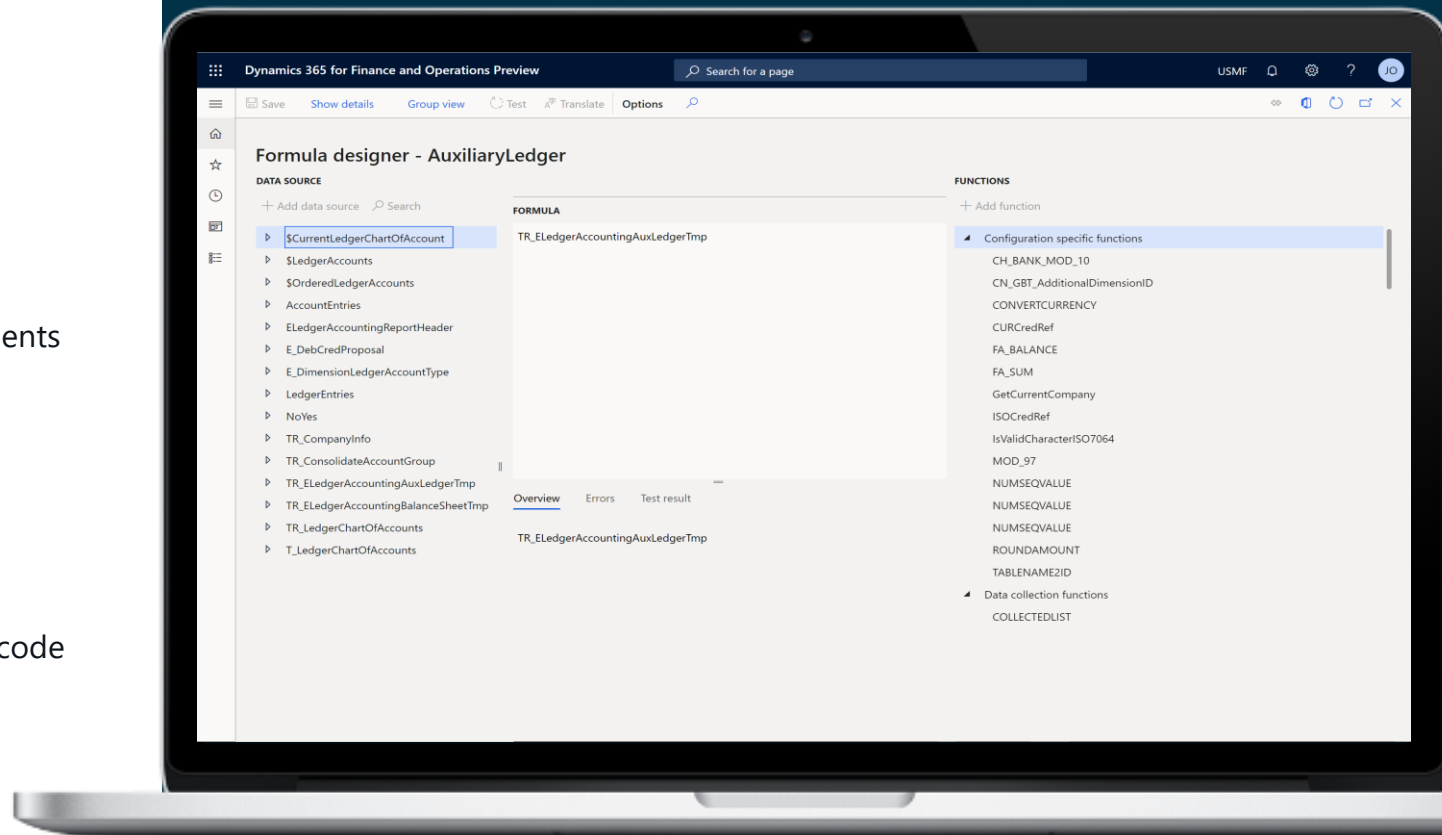 ents
code
Dynamics 365 for Finance and Operations Preview
Search for a page
USMF
?
JO
Save Show details Group view Test Translate Options
Formula designer - AuxiliaryLedger
DATA SOURCE
+ Add data source Search
$CurrentLedgerChartOfAccount
$LedgerAccounts
$OrderedLedgerAccounts
AccountEntries
ELedgerAccountingReportHeader
E_DebCredProposal
E_DimensionLedgerAccountType
LedgerEntries
NoYes
TR_CompanyInfo
TR_ConsolidateAccountGroup
TR_ELedgerAccountingAuxLedgerTmp
TR_ELedgerAccountingBalanceSheetTmp
TR_LedgerChartOfAccounts
T_LedgerChartOfAccounts
FORMULA
TR_ELedgerAccountingAuxLedgerTmp
Overview Errors Test result
TR_ELedgerAccountingAuxLedgerTmp
FUNCTIONS
+ Add function
Configuration specific functions
CH_BANK_MOD_10
CN_GBT_AdditionalDimensionID
CONVERTCURRENCY
CURCredRef
FA_BALANCE
FA_SUM
GetCurrentCompany
ISOCredRef
IsValidCharacterISO7064
MOD_97
NUMSEQVALUE
NUMSEQVALUE
NUMSEQVALUE
ROUNDAMOUNT
TABLENAME2ID
Data collection functions
COLLECTEDLIST